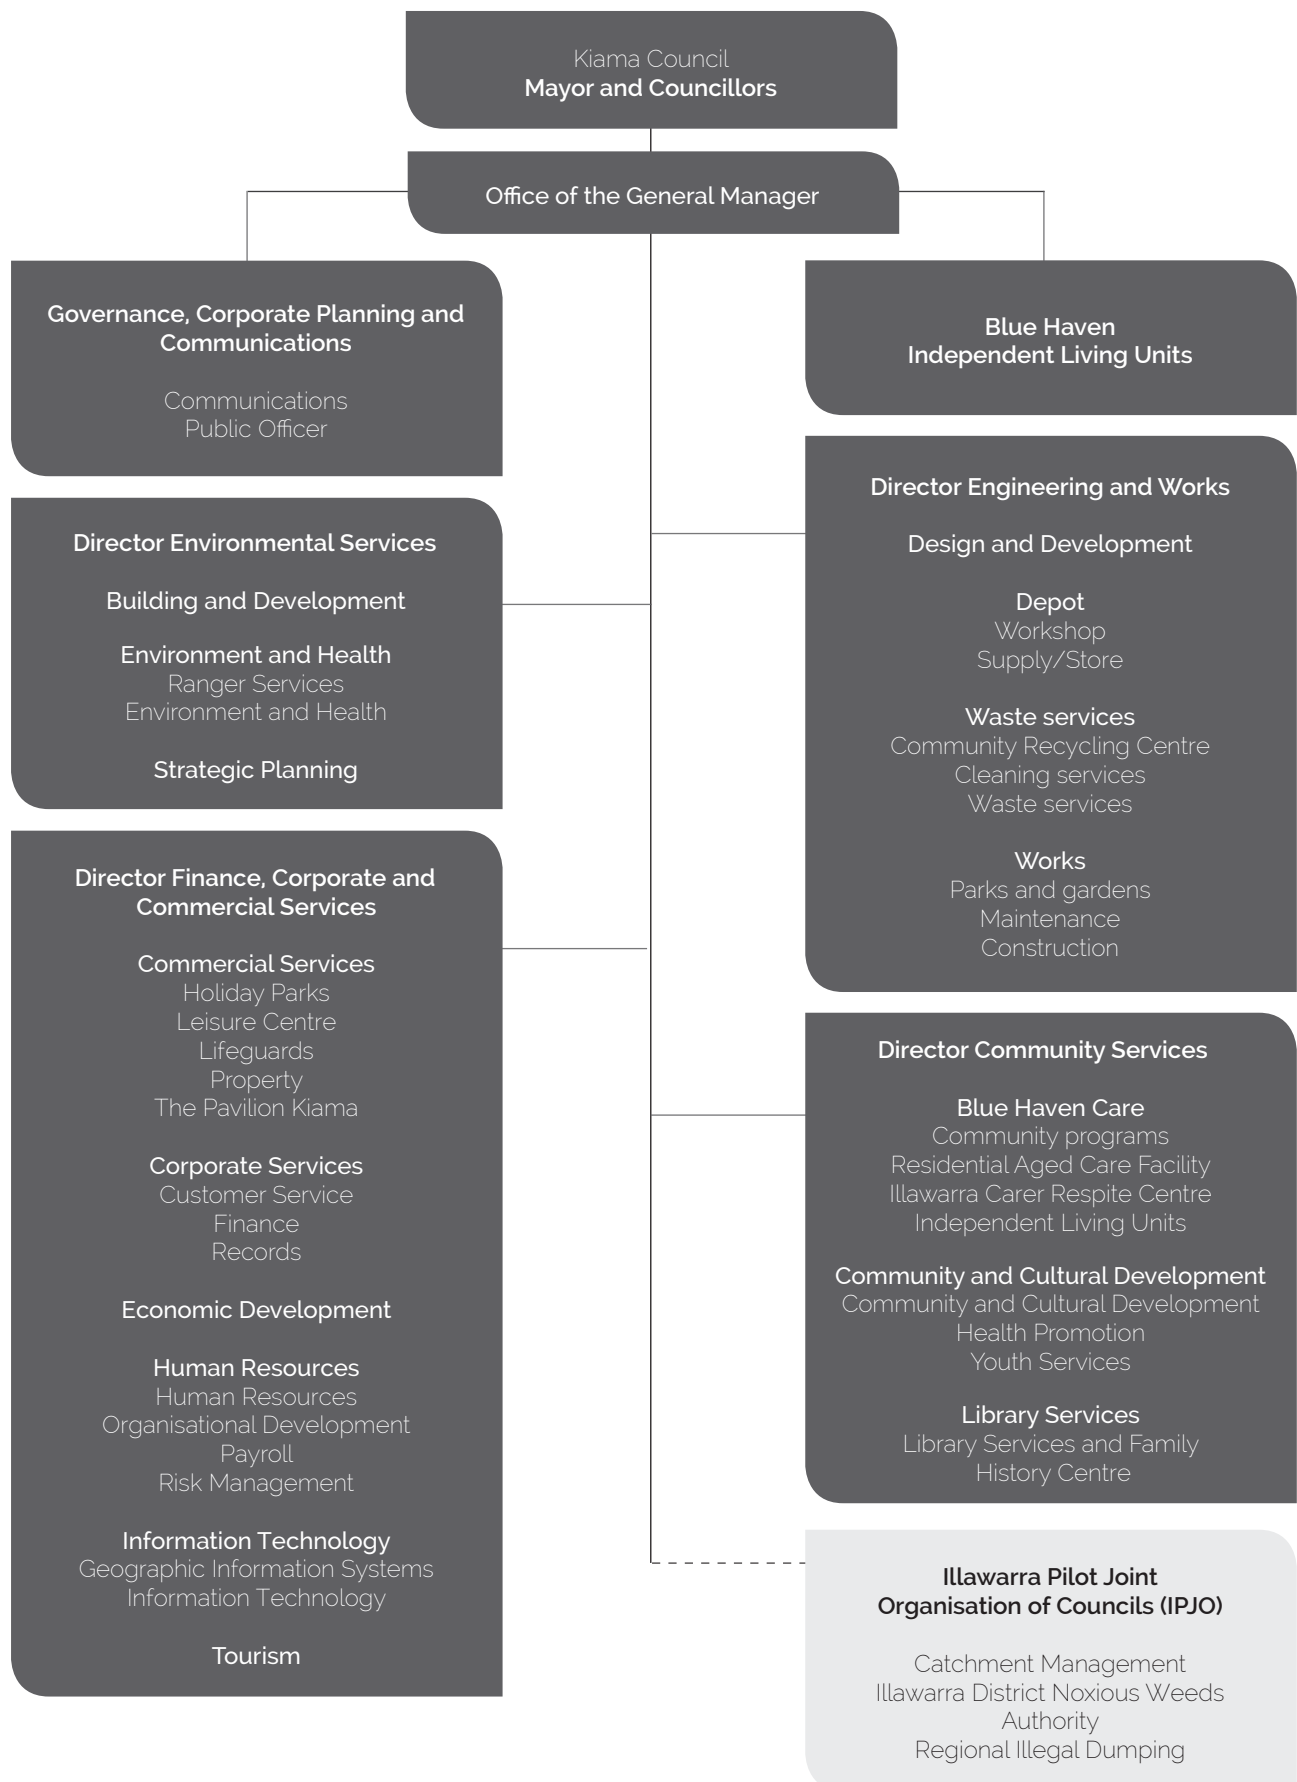 Kiama Council
Mayor and Councillors
Office of the General Manager
Governance, Corporate Planning and
Communications
Communications
Public Officer
Blue Haven
Independent Living Units
Director Environmental Services
Building and Development
Environment and Health
Ranger Services
Environment and Health
Strategic Planning
Director Engineering and Works
Design and Development
Depot
Workshop
Supply/Store
Waste services
Community Recycling Centre
Cleaning services
Waste services
Works
Parks and gardens
Maintenance
Construction
Director Finance, Corporate and
Commercial Services
Commercial Services
Holiday Parks
Leisure Centre
Lifeguards
Property
The Pavilion Kiama
Corporate Services
Customer Service
Finance
Records
Economic Development
Human Resources
Human Resources
Organisational Development
Payroll
Risk Management
Information Technology
Geographic Information Systems
Information Technology
Tourism
Director Community Services
Blue Haven Care
Community programs
Residential Aged Care Facility
Illawarra Carer Respite Centre
Independent Living Units
Community and Cultural Development
Community and Cultural Development
Health Promotion
Youth Services
Library Services
Library Services and Family
History Centre
Illawarra Pilot Joint
Organisation of Councils (IPJO)
Catchment Management
Illawarra District Noxious Weeds
Authority
Regional Illegal Dumping